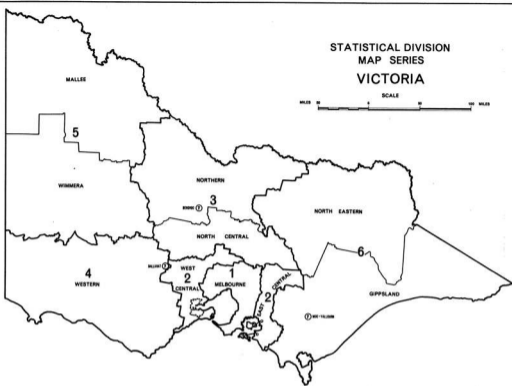 STATISTICAL DIVISION
MAP SERIES
VICTORIA
SCALE
MILES
MILES
MALLEE
5
WIMMERA
NORTHERN
3
NORTH CENTRAL
NORTH EASTERN
6
GIPPSLAND
4
WESTERN
WEST
2
CENTRAL
1
MELBOURNE
EAST
CENTRAL
2